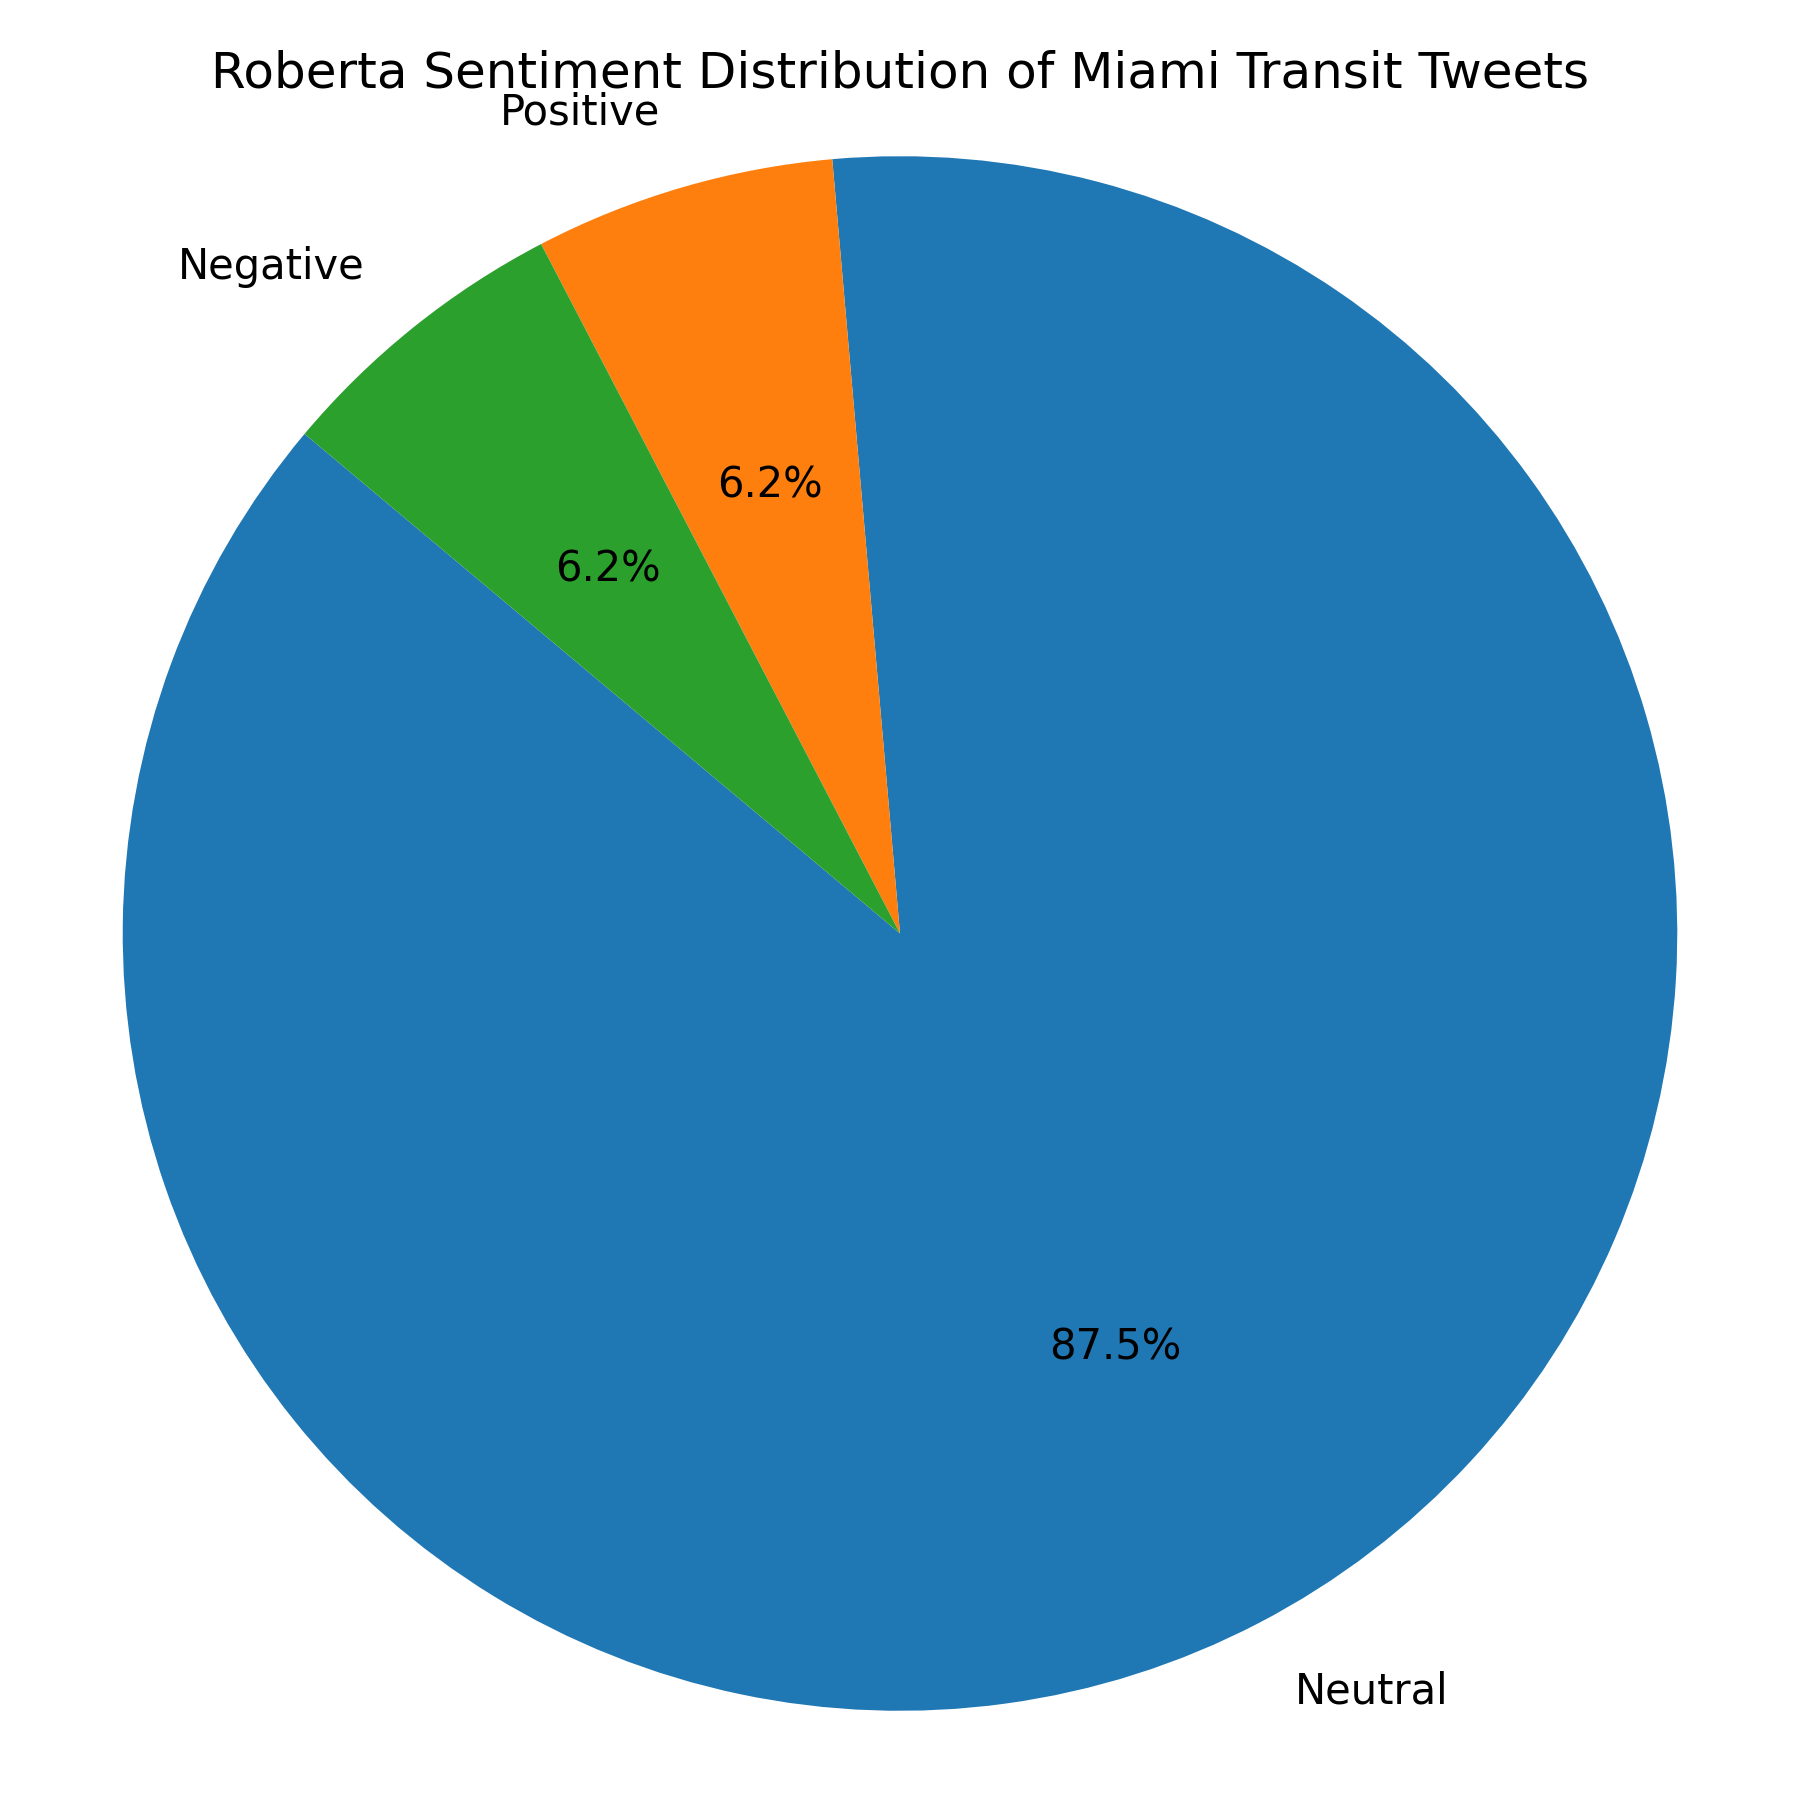 Roberta Sentiment Distribution of Miami Transit Tweets
Positive
Negative
6.2%
6.2%
87.5%
Neutral